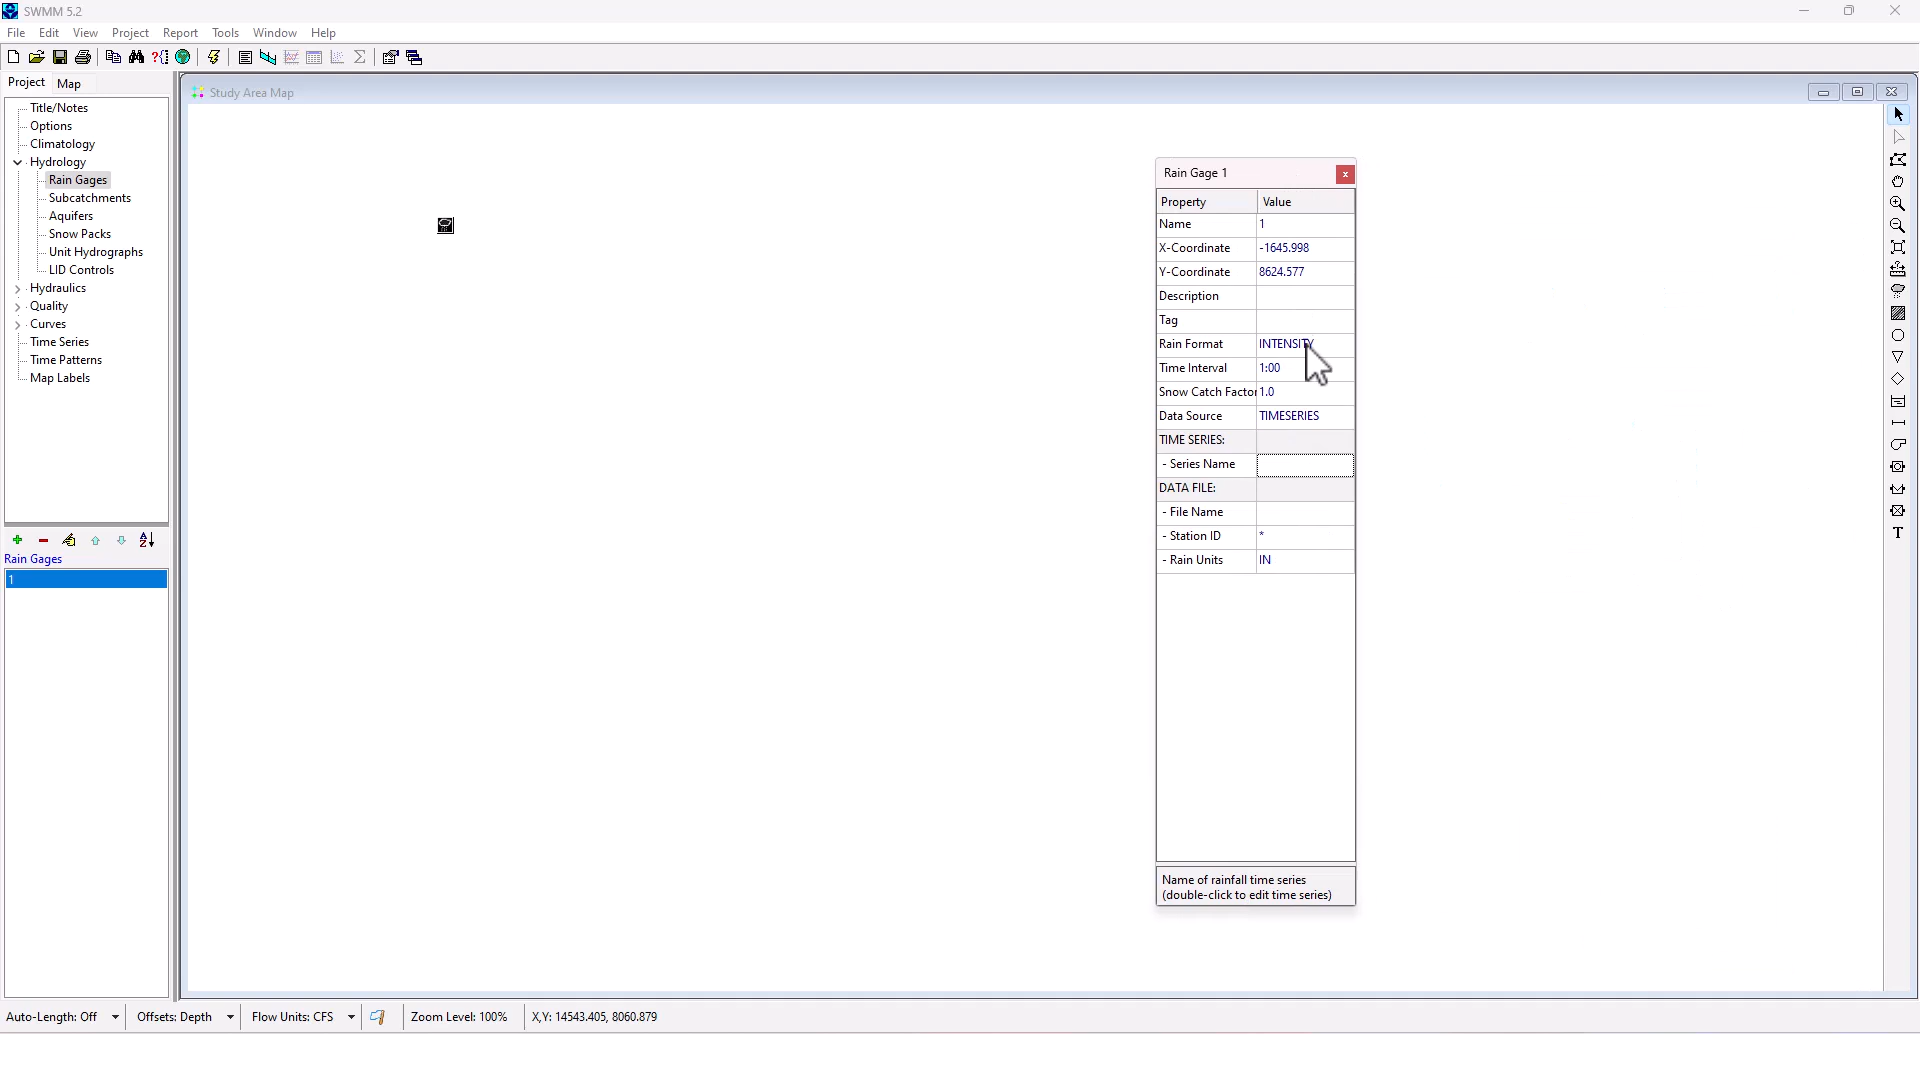 SWMM 5.2
File Edit View Project Report Tools Window Help
Project Map
Study Area Map
Title/Notes
Options
Climatology
Hydrology
Rain Gages
Subcatchments
Aquifers
Snow Packs
Unit Hydrographs
LID Controls
Hydraulics
Quality
Curves
Time Series
Time Patterns
Map Labels
Rain Gages
1
Rain Gage 1
Property Value
Name 1
X-Coordinate -1645.998
Y-Coordinate 8624.577
Description
Tag
Rain Format INTENSITY
Time Interval 1:00
Snow Catch Factor 1.0
Data Source TIMESERIES
TIME SERIES:
- Series Name
DATA FILE:
- File Name
- Station ID *
- Rain Units IN
Name of rainfall time series
(double-click to edit time series)
T
Auto-Length: Off Offsets: Depth Flow Units: CFS Zoom Level: 100% X,Y: 14543.405, 8060.879